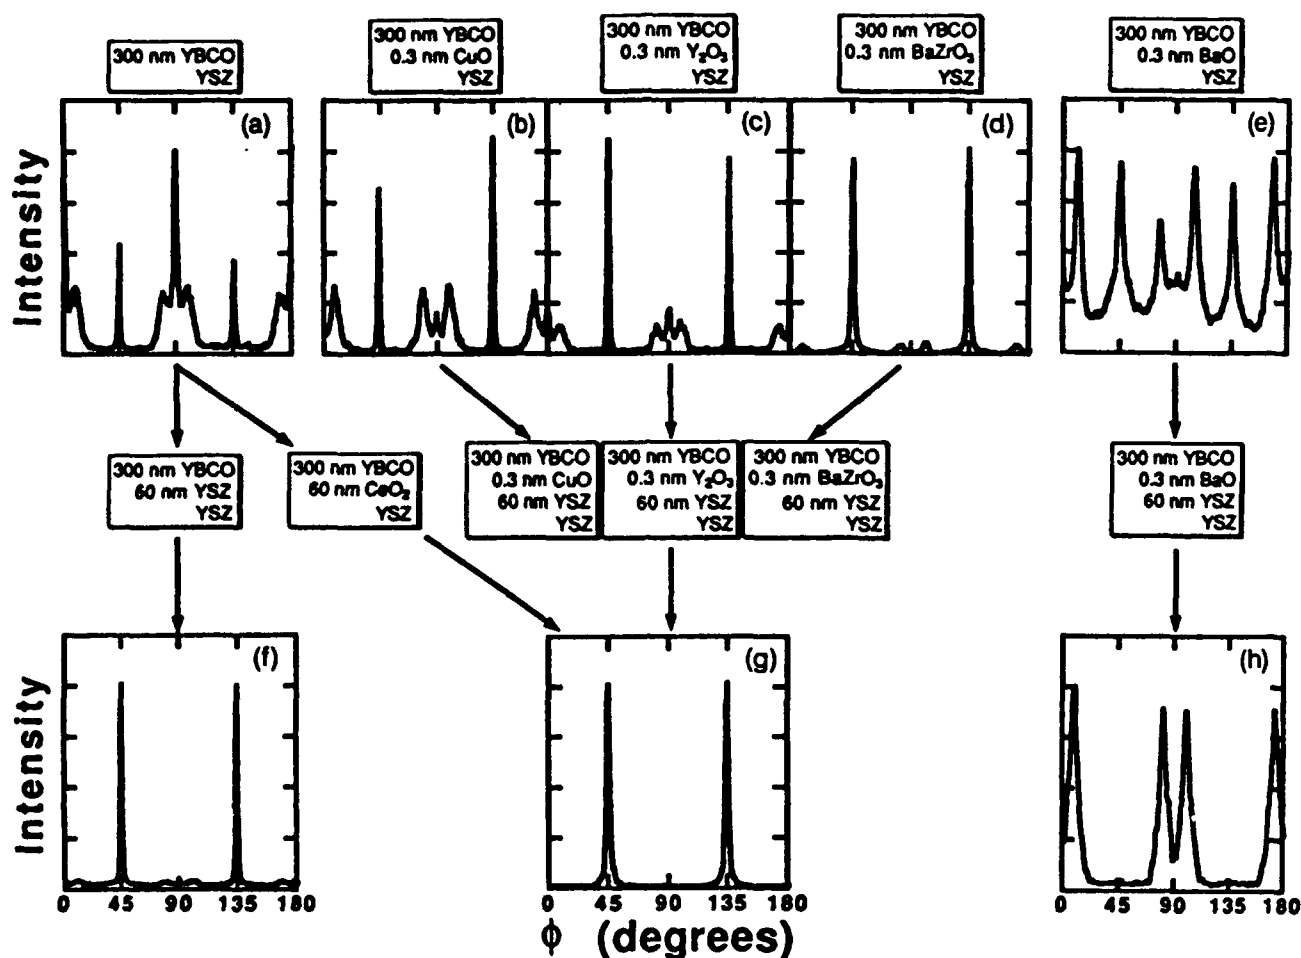 300 nm YBCO
YSZ
300 nm YBCO
0.3 nm CuO
YSZ
300 nm YBCO
0.3 nm Y₂O₃
YSZ
300 nm YBCO
0.3 nm BaZrO₃
YSZ
300 nm YBCO
0.3 nm BaO
YSZ
Intensity
(a)
(b)
(c)
(d)
(e)
300 nm YBCO
60 nm YSZ
YSZ
300 nm YBCO
60 nm CeO₂
YSZ
300 nm YBCO
0.3 nm CuO
60 nm YSZ
YSZ
300 nm YBCO
0.3 nm Y₂O₃
60 nm YSZ
YSZ
300 nm YBCO
0.3 nm BaZrO₃
60 nm YSZ
YSZ
300 nm YBCO
0.3 nm BaO
60 nm YSZ
YSZ
Intensity
(f)
(g)
(h)
0 45 90 135 180
0 45 90 135 180
0 45 90 135 180
ϕ (degrees)